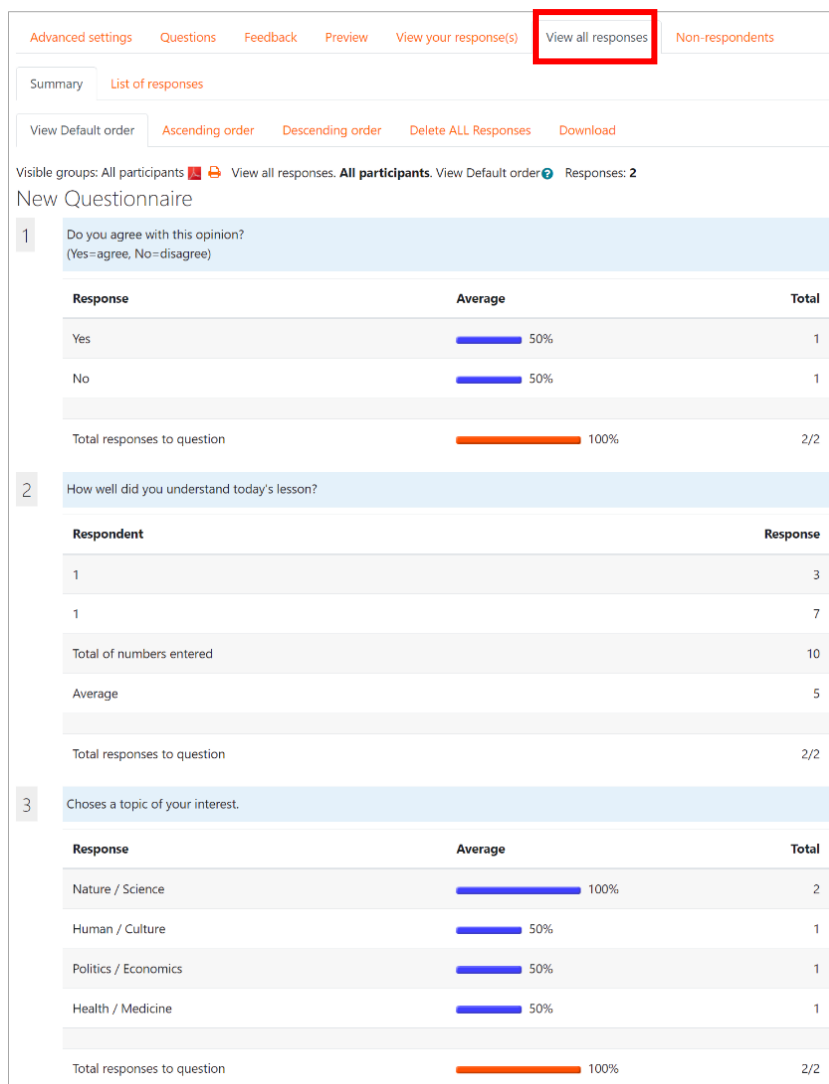 Advanced settings Questions Feedback Preview View your response(s) View all responses Non-respondents
Summary List of responses
View Default order Ascending order Descending order Delete ALL Responses Download
Visible groups: All participants View all responses. All participants. View Default order Responses: 2
New Questionnaire
1 Do you agree with this opinion?
(Yes=agree, No=disagree)
Response Average Total
Yes 50% 1
No 50% 1
Total responses to question 100% 2/2
2 How well did you understand today's lesson?
Respondent Response
1 3
1 7
Total of numbers entered 10
Average 5
Total responses to question 2/2
3 Choses a topic of your interest.
Response Average Total
Nature / Science 100% 2
Human / Culture 50% 1
Politics / Economics 50% 1
Health / Medicine 50% 1
Total responses to question 100% 2/2